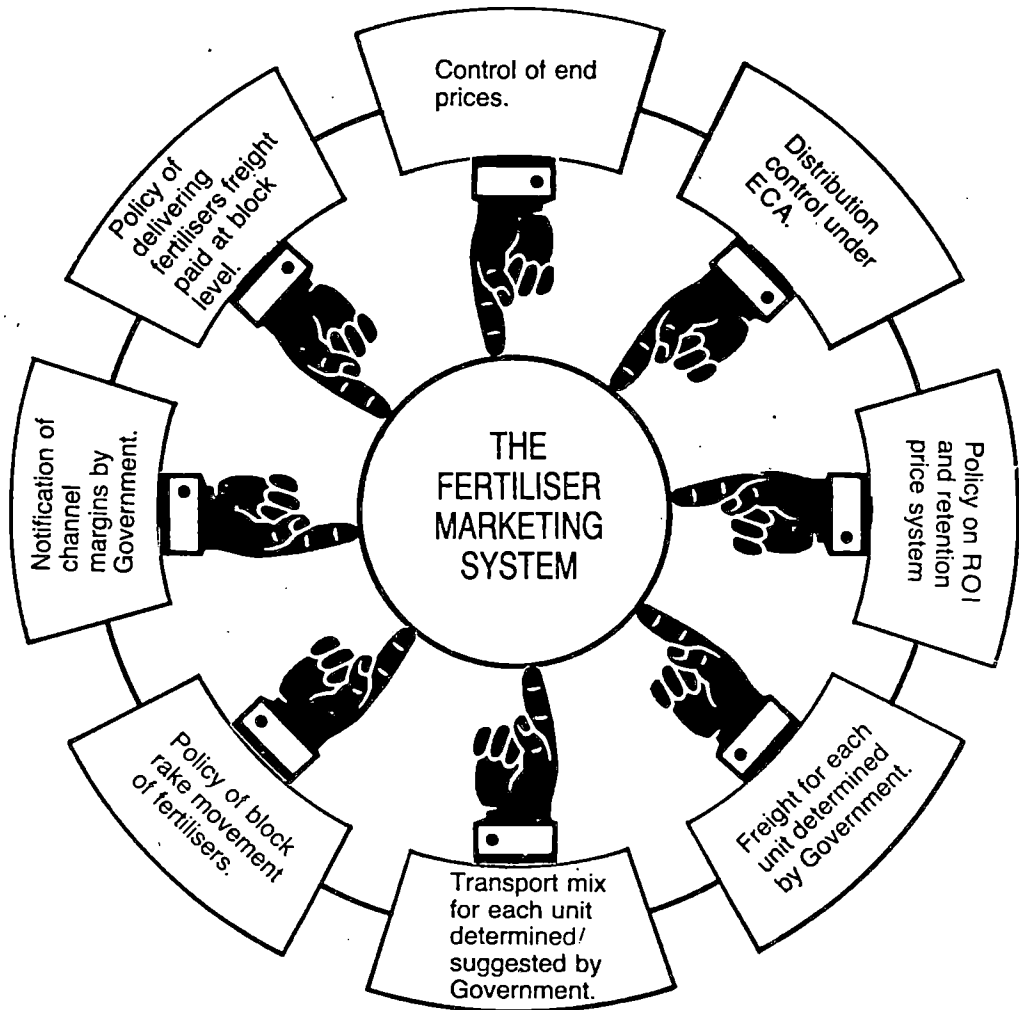 Control of end
prices.
Distribution
control under
ECA.
Policy on ROI
and retention
price system
Freight for each
unit determined
by Government.
Transport mix
for each unit
determined/
suggested by
Government.
Policy of block
rake movement
of fertilisers.
Notification of
channel
margins by
Government.
Policy of
delivering
fertilisers freight
paid at block
level.
THE
FERTILISER
MARKETING
SYSTEM